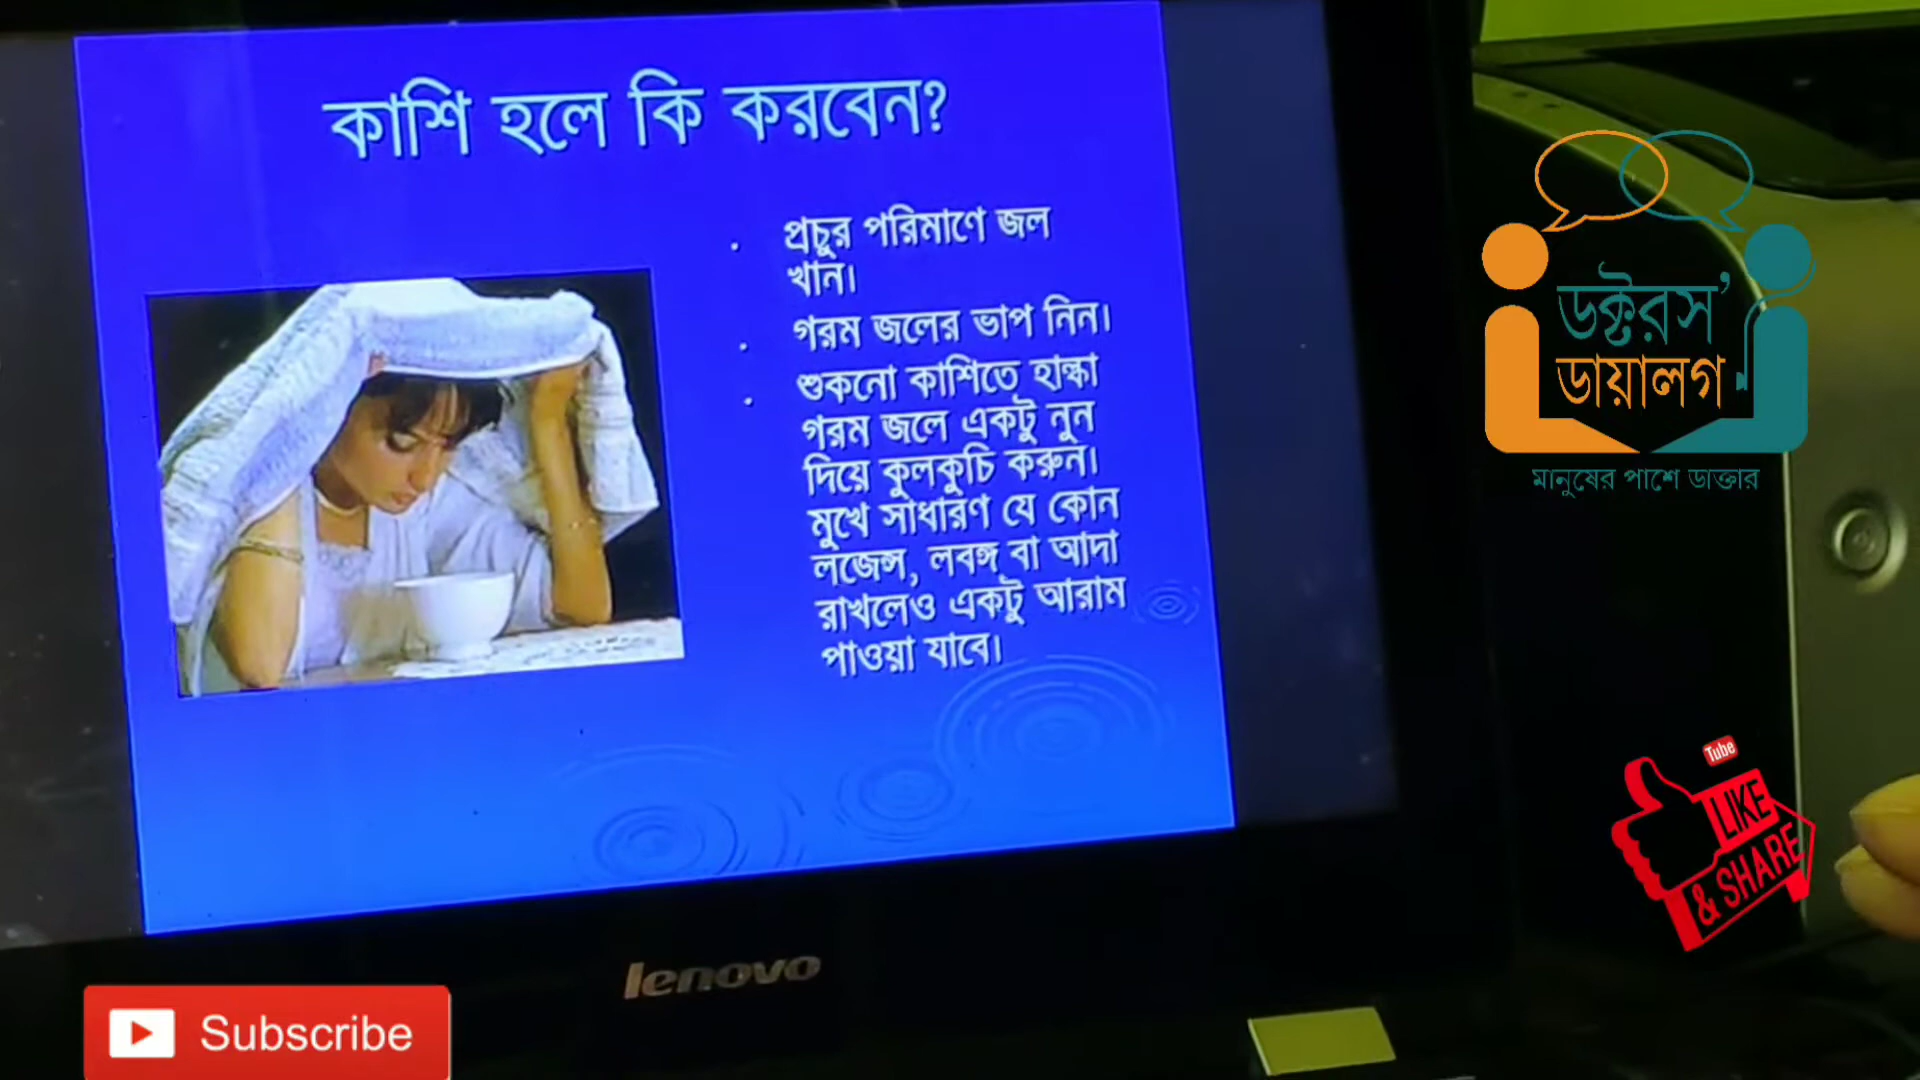 কাশি হলে কি করবেন?
. প্রচুর পরিমাণে জল
খান।
. গরম জলের ভাপ নিন।
. শুকনো কাশিতে হাল্কা
গরম জলে একটু নুন
দিয়ে কুলকুচি করুন।
মুখে সাধারণ যে কোন
লজেন্স, লবঙ্গ বা আদা
রাখলেও একটু আরাম
পাওয়া যাবে।
ডক্টরস'
ডায়ালগ
মানুষের পাশে ডাক্তার
Tube
LIKE
& SHARE
lenovo
Subscribe